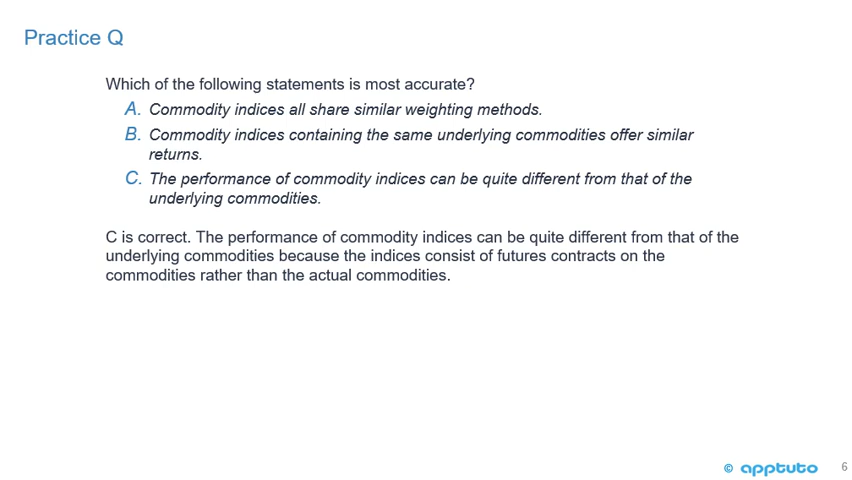 Practice Q
Which of the following statements is most accurate?
A. Commodity indices all share similar weighting methods.
B. Commodity indices containing the same underlying commodities offer similar
returns.
C. The performance of commodity indices can be quite different from that of the
underlying commodities.
C is correct. The performance of commodity indices can be quite different from that of the
underlying commodities because the indices consist of futures contracts on the
commodities rather than the actual commodities.
© apptuto
6